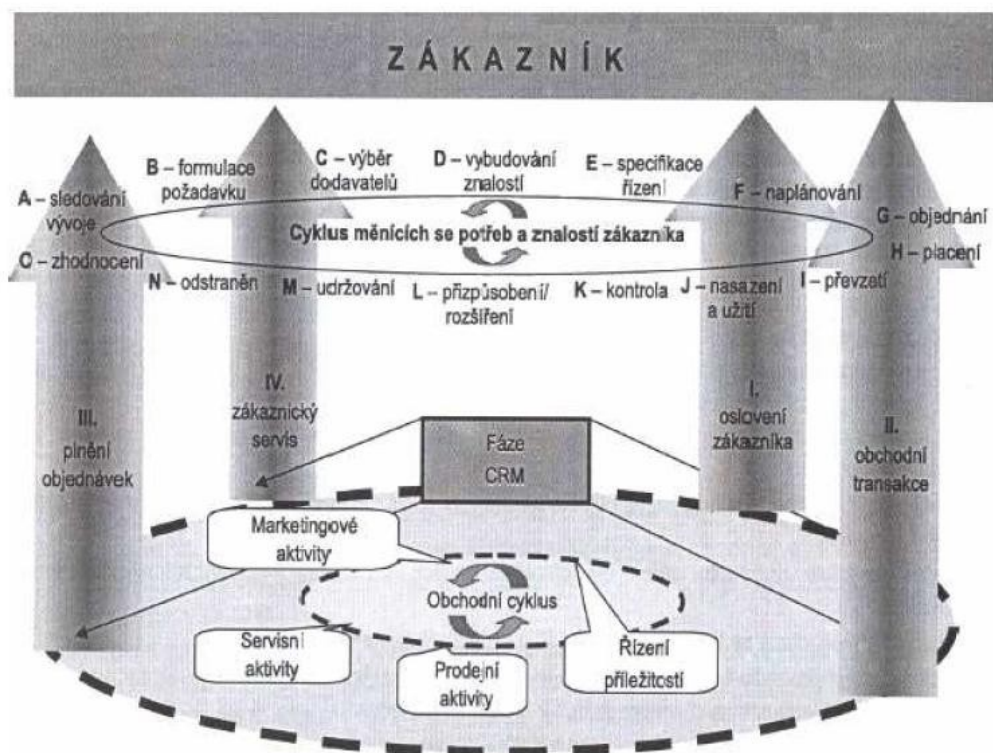 ZÁKAZNÍK
A – sledování
vývoje
B – formulace
požadavku
C – výběr
dodavatelů
D – vybudování
znalostí
E – specifikace
řízení
F – naplánování
G – objednání
H – placení
Cyklus měnících se potřeb a znalostí zákazníka
O – zhodnocení
N – odstraněn
M – udržování
L – přizpůsobení/
rozšíření
K – kontrola
J – nasazení
a užití
I – převzetí
III.
plnění
objednávek
IV.
zákaznický
servis
Fáze
CRM
I.
oslovení
zákazníka
II.
obchodní
transakce
Marketingové
aktivity
Obchodní cyklus
Servisní
aktivity
Prodejní
aktivity
Řízení
příležitostí